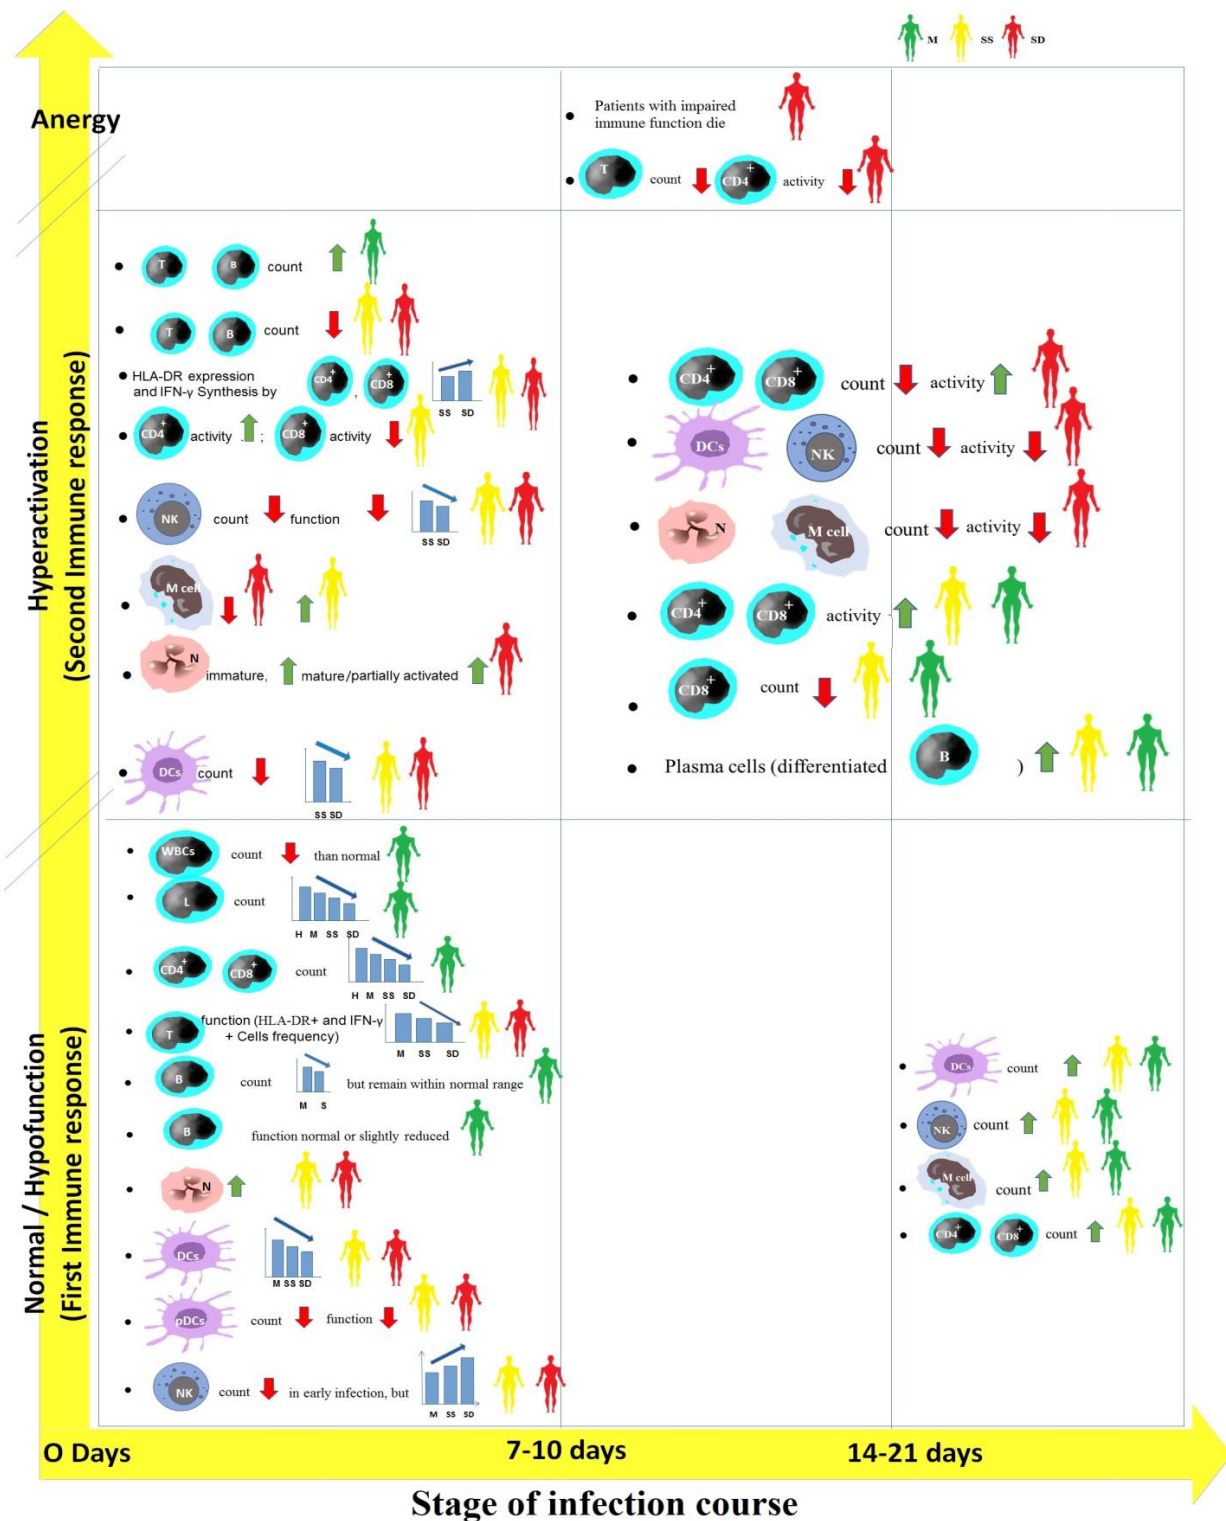 M SS SD
Anergy
Patients with impaired
immune function die
T count CD4+ activity
Hyperactivation
(Second Immune response)
T B count
T B count
HLA-DR expression
and IFN-γ Synthesis by CD4+ , CD8+
SS SD
CD4+ activity ; CD8+ activity
NK count function
SS SD
M cell
N immature, mature/partially activated
DCs count
SS SD
CD4+ CD8+ count activity
DCs NK count activity
N M cell count activity
CD4+ CD8+ activity
CD8+ count
Plasma cells (differentiated B )
Normal / Hypofunction
(First Immune response)
WBCs count than normal
L count
H M SS SD
CD4+ CD8+ count
H M SS SD
T function (HLA-DR+ and IFN-γ
+ Cells frequency)
M SS SD
B count but remain within normal range
M S
B function normal or slightly reduced
N
DCs
M SS SD
pDCs count function
NK count in early infection, but
M SS SD
DCs count
NK count
M cell count
CD4+ CD8+ count
O Days 7-10 days 14-21 days
Stage of infection course